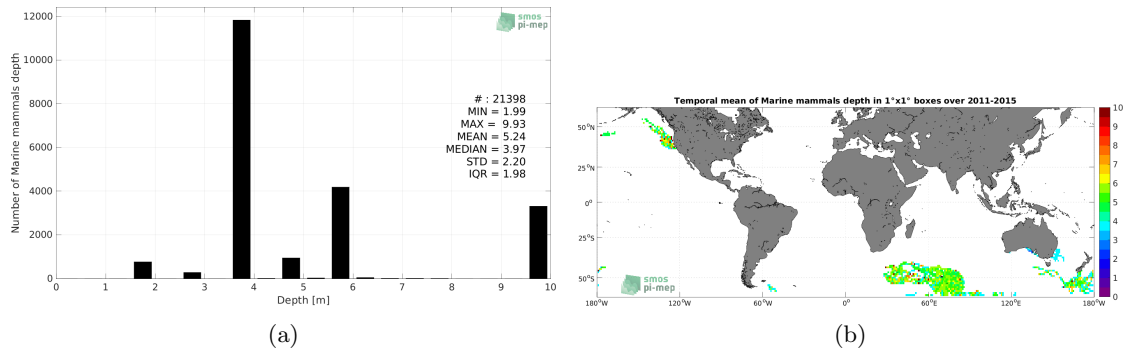 12000
10000
8000
6000
4000
2000
0
Number of Marine mammals depth
smos
pi-mep
# : 21398
MIN = 1.99
MAX = 9.93
MEAN = 5.24
MEDIAN = 3.97
STD = 2.20
IQR = 1.98
0 1 2 3 4 5 6 7 8 9 10
Depth [m]
(a)
Temporal mean of Marine mammals depth in 1°x1° boxes over 2011-2015
50°N
25°N
0°
25°S
50°S
smos
pi-mep
180°W 120°W 60°W 0° 60°E 120°E 180°W
10
9
8
7
6
5
4
3
2
1
0
(b)